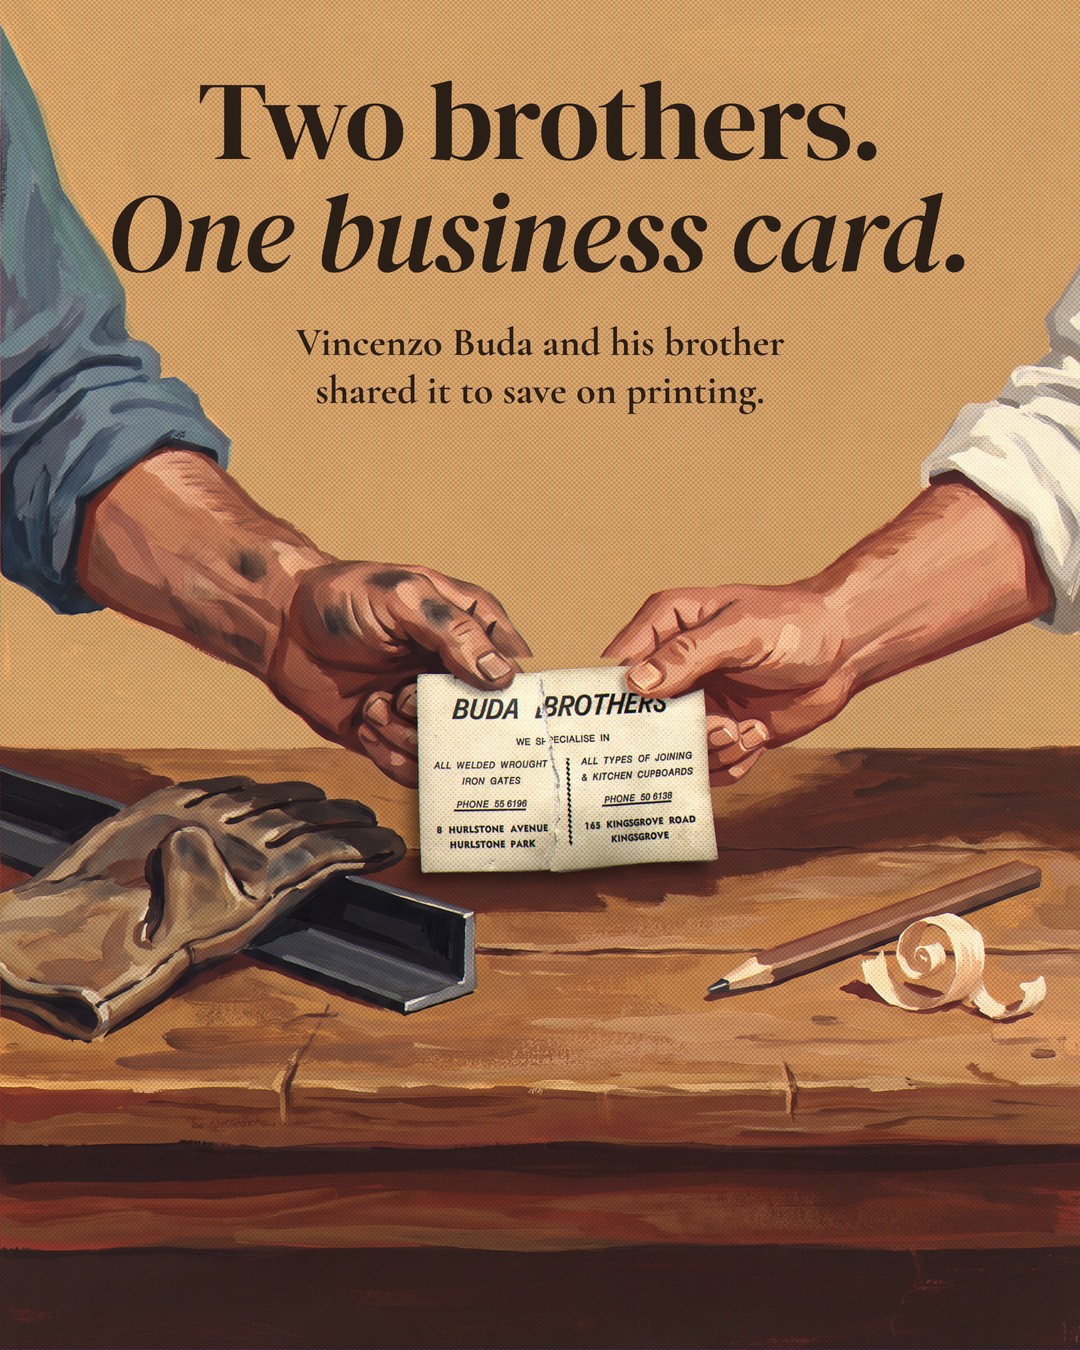 Two brothers.
One business card.
Vincenzo Buda and his brother
shared it to save on printing.
BUDA BROTHERS
WE SPECIALISE IN
ALL WELDED WROUGHT
IRON GATES
PHONE 55 6196
8 HURLSTONE AVENUE
HURLSTONE PARK
ALL TYPES OF JOINING
& KITCHEN CUPBOARDS
PHONE 50 6138
165 KINGSGROVE ROAD
KINGSGROVE